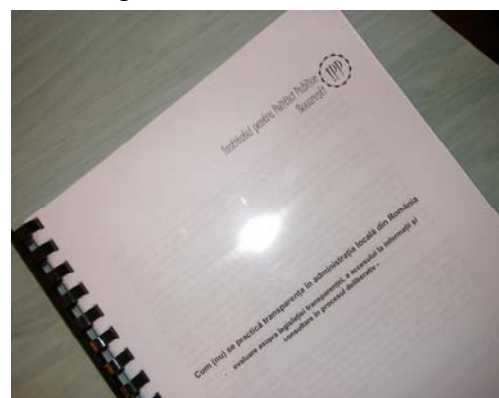 IPP
Institutul pentru Politici Publice
București
Cum (nu) se practică transparența în administrația locală din România
- evaluare asupra legislației transparenței, a accesului la informații și
consultare în procesul deliberativ -